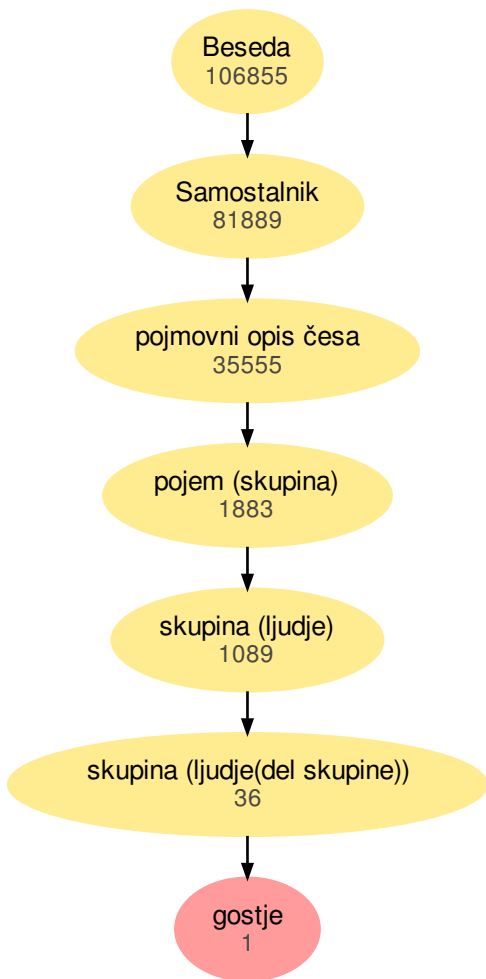 Beseda
106855
Samostalnik
81889
pojmovni opis česa
35555
pojem (skupina)
1883
skupina (ljudje)
1089
skupina (ljudje(del skupine))
36
gostje
1